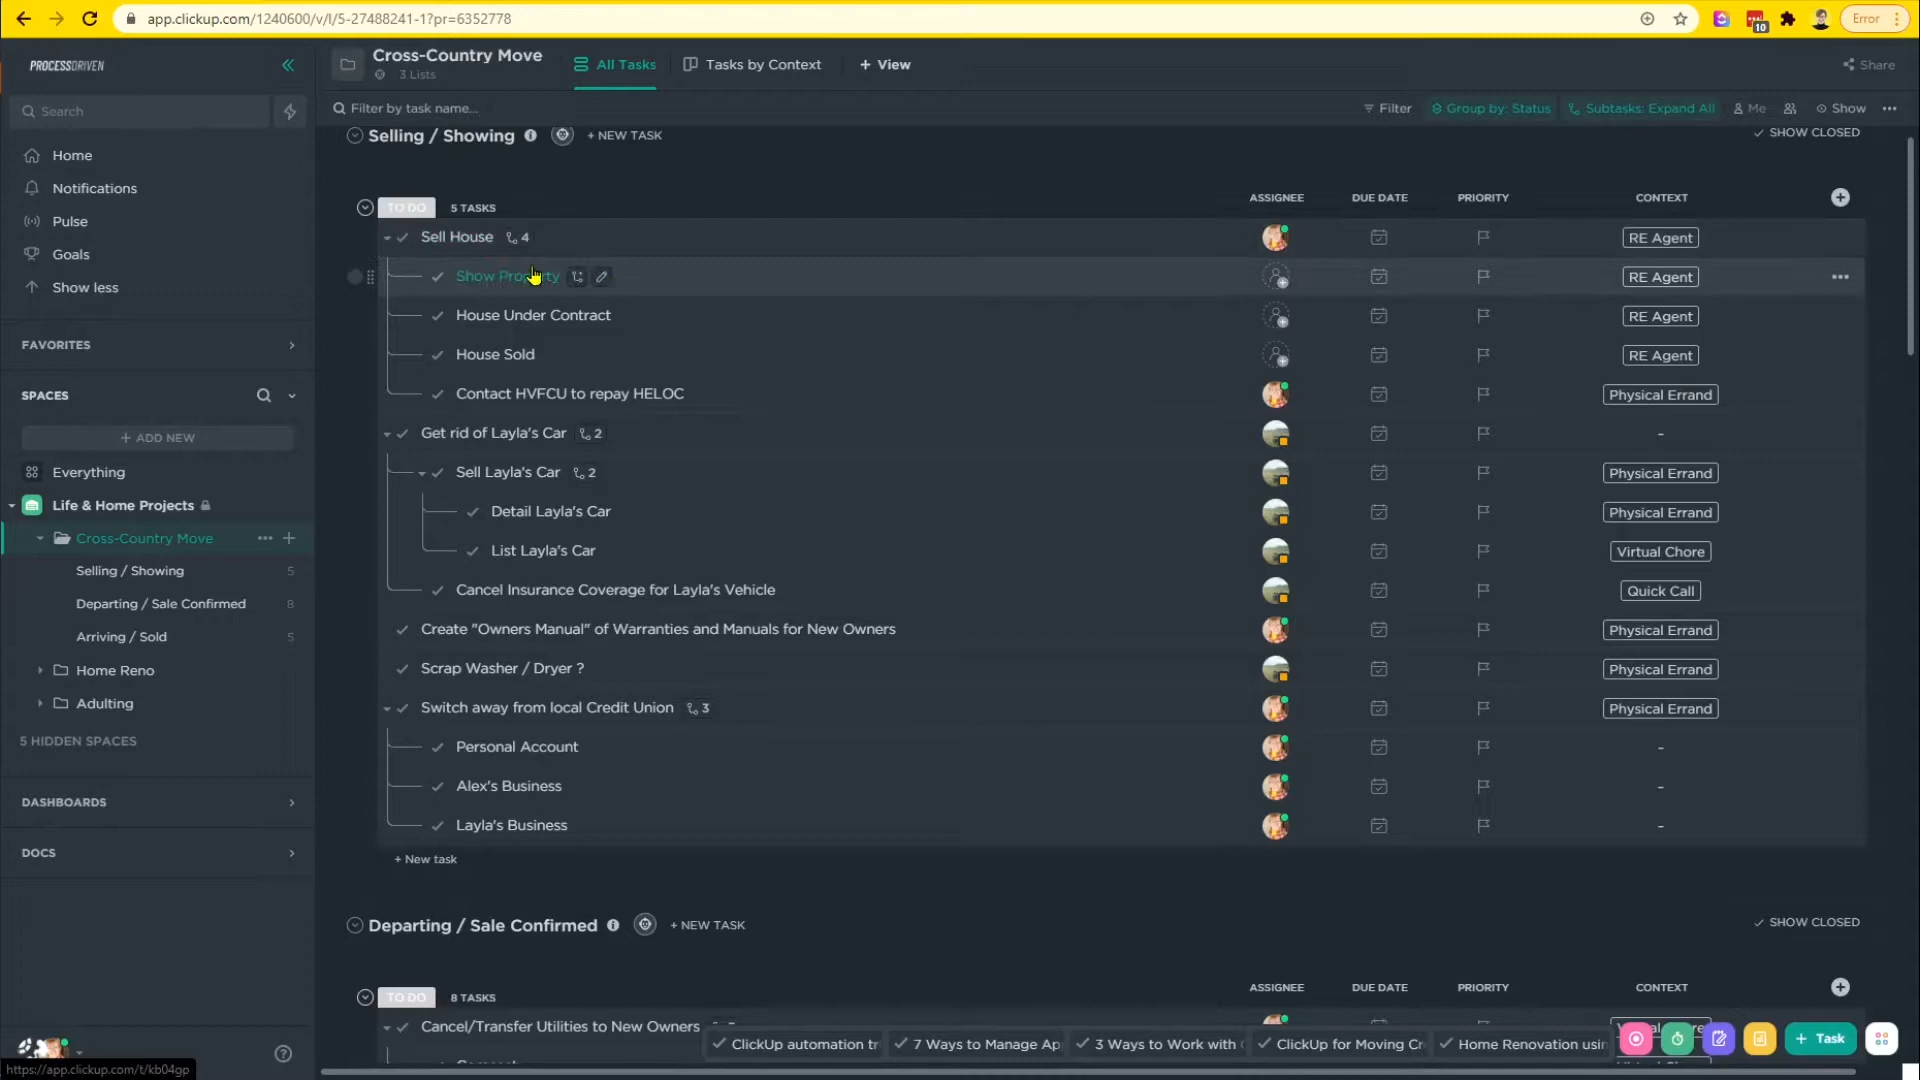 app.clickup.com/1240600/v/l/5-27488241-1?pr=6352778
10
Error
PROCESSDRIVEN
Cross-Country Move
3 Lists
All Tasks
Tasks by Context
+ View
Share
Search
Filter by task name...
Filter
Group by: Status
Subtasks: Expand All
Me
Show
Home
Notifications
Pulse
Goals
Show less
FAVORITES
SPACES
+ ADD NEW
Everything
Life & Home Projects
Cross-Country Move
Selling / Showing 5
Departing / Sale Confirmed 8
Arriving / Sold 5
Home Reno
Adulting
5 HIDDEN SPACES
DASHBOARDS
DOCS
https://app.clickup.com/t/kb04gp
Selling / Showing + NEW TASK SHOW CLOSED
TO DO 5 TASKS ASSIGNEE DUE DATE PRIORITY CONTEXT
Sell House 4 RE Agent
Show Property RE Agent
House Under Contract RE Agent
House Sold RE Agent
Contact HVFCU to repay HELOC Physical Errand
Get rid of Layla's Car 2 -
Sell Layla's Car 2 Physical Errand
Detail Layla's Car Physical Errand
List Layla's Car Virtual Chore
Cancel Insurance Coverage for Layla's Vehicle Quick Call
Create "Owners Manual" of Warranties and Manuals for New Owners Physical Errand
Scrap Washer / Dryer ? Physical Errand
Switch away from local Credit Union 3 Physical Errand
Personal Account -
Alex's Business -
Layla's Business -
+ New task
Departing / Sale Confirmed + NEW TASK SHOW CLOSED
TO DO 8 TASKS ASSIGNEE DUE DATE PRIORITY CONTEXT
Cancel/Transfer Utilities to New Owners
ClickUp automation tr
7 Ways to Manage Ap
3 Ways to Work with
ClickUp for Moving Cr
Home Renovation usin
+ Task